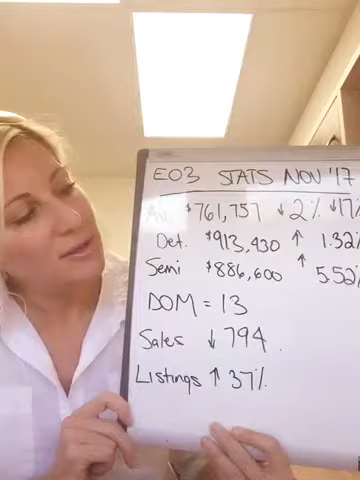 E03 STATS NOV '17
Avg $761,757 ↓ 2% ↓17%
Det. $913,430 ↑ 1.32%
Semi $886,600 ↑ 5.52%
DOM = 13
Sales ↓ 794
Listings ↑ 37%